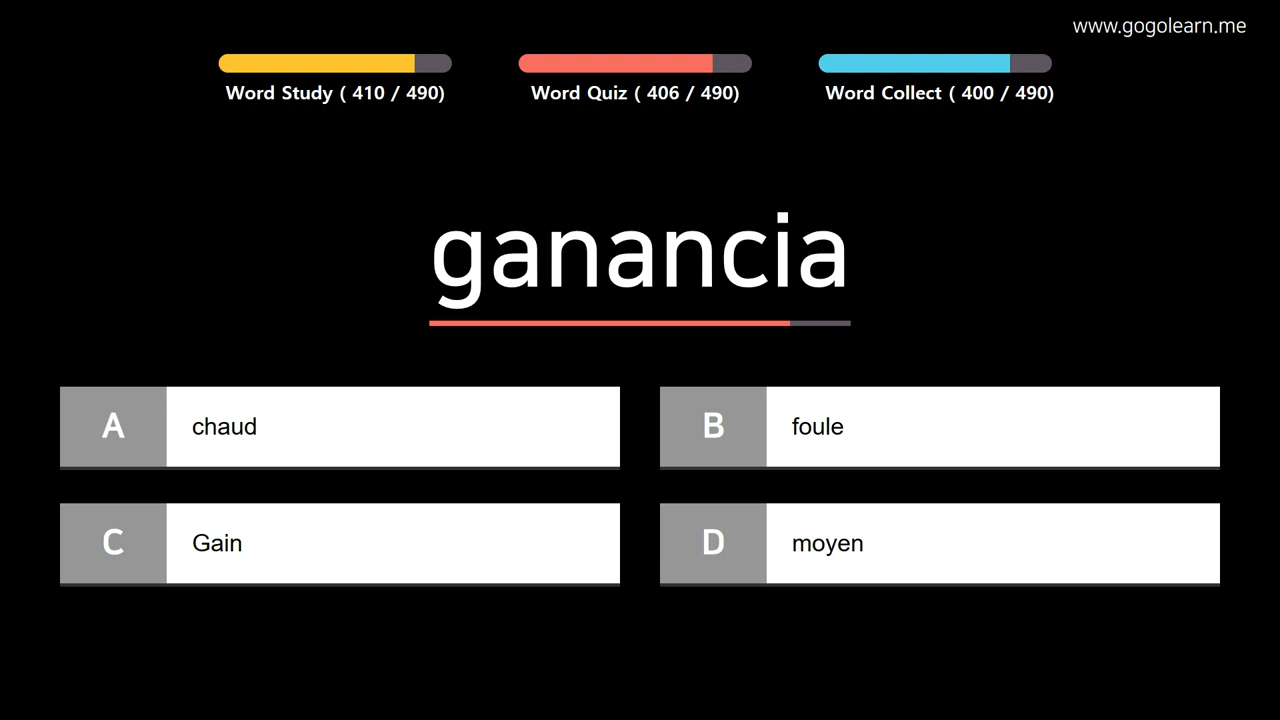 www.gogolearn.me
Word Study ( 410 / 490)
Word Quiz ( 406 / 490)
Word Collect ( 400 / 490)
ganancia
A chaud
B foule
C Gain
D moyen